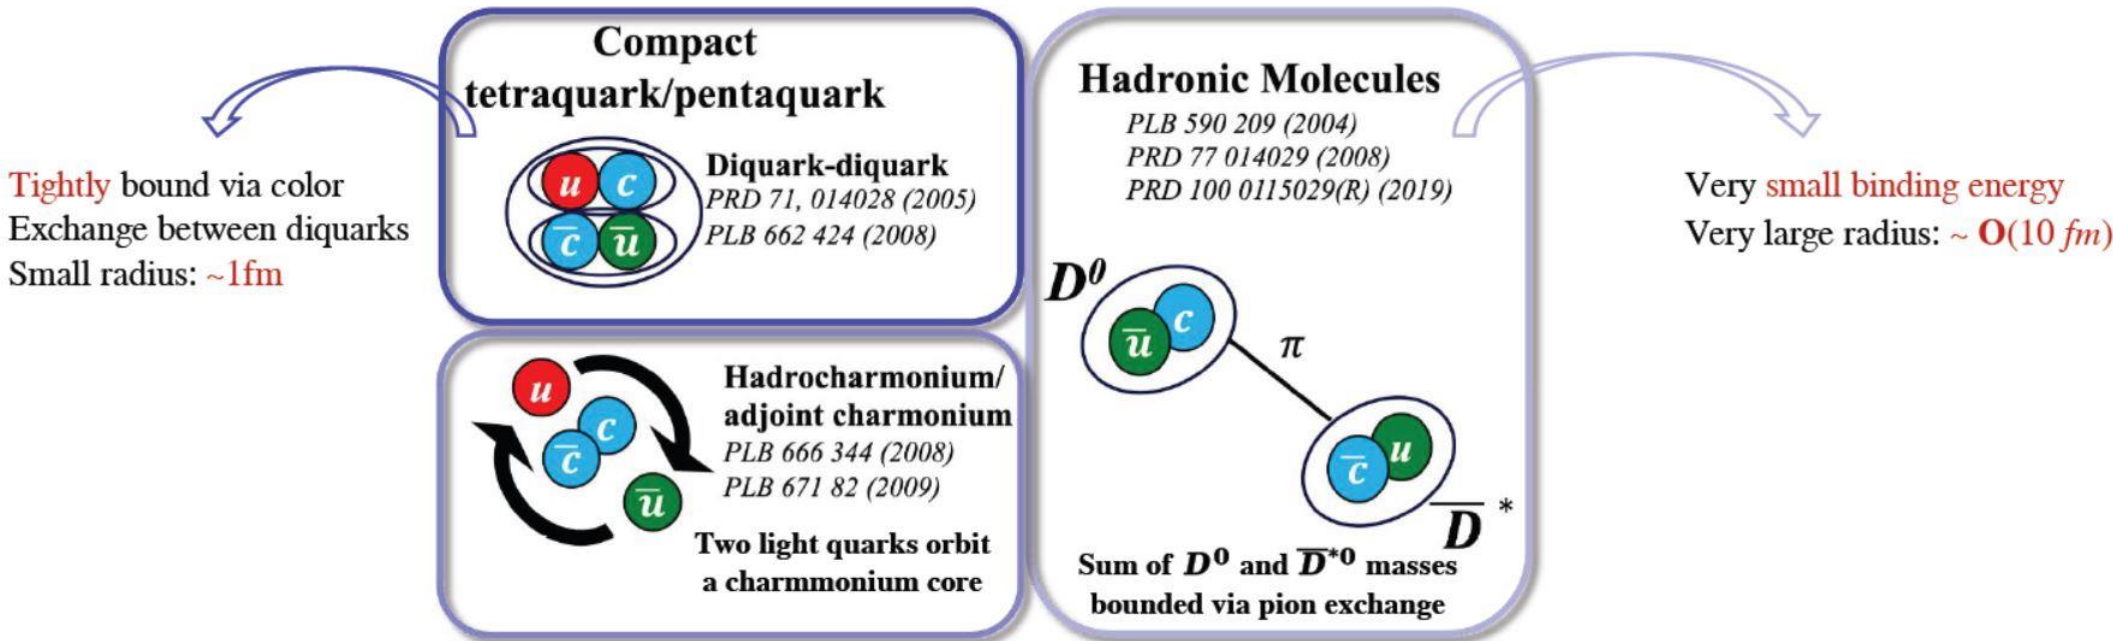 Compact
tetraquark/pentaquark
u c
c̅ u̅
Diquark-diquark
PRD 71, 014028 (2005)
PLB 662 424 (2008)
Tightly bound via color
Exchange between diquarks
Small radius: ~1fm
u
c
c̅
u̅
Hadrocharmonium/
adjoint charmonium
PLB 666 344 (2008)
PLB 671 82 (2009)
Two light quarks orbit
a charmmonium core
Hadronic Molecules
PLB 590 209 (2004)
PRD 77 014029 (2008)
PRD 100 0115029(R) (2019)
D⁰
u̅ c
π
c̅ u
D̅ *
Sum of D⁰ and D̅*⁰ masses
bounded via pion exchange
Very small binding energy
Very large radius: ~ O(10 fm)